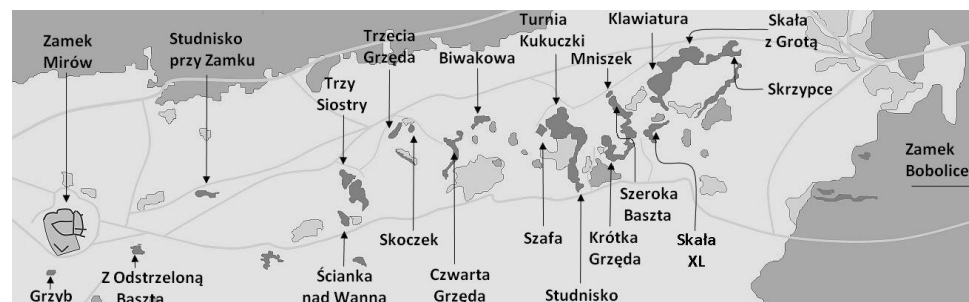 Zamek
Mirów
Studnisko
przy Zamku
Trzy
Siostry
Trzecia
Grzęda
Biwakowa
Turnia
Kukuczki
Mniszek
Klawiatura
Skała
z Grotą
Skrzypce
Zamek
Bobolice
Grzyb
Z Odstrzeloną
Basztą
Ścianka
nad Wanną
Skoczek
Czwarta
Grzęda
Szafa
Studnisko
Krótka
Grzęda
Szeroka
Baszta
Skała
XL